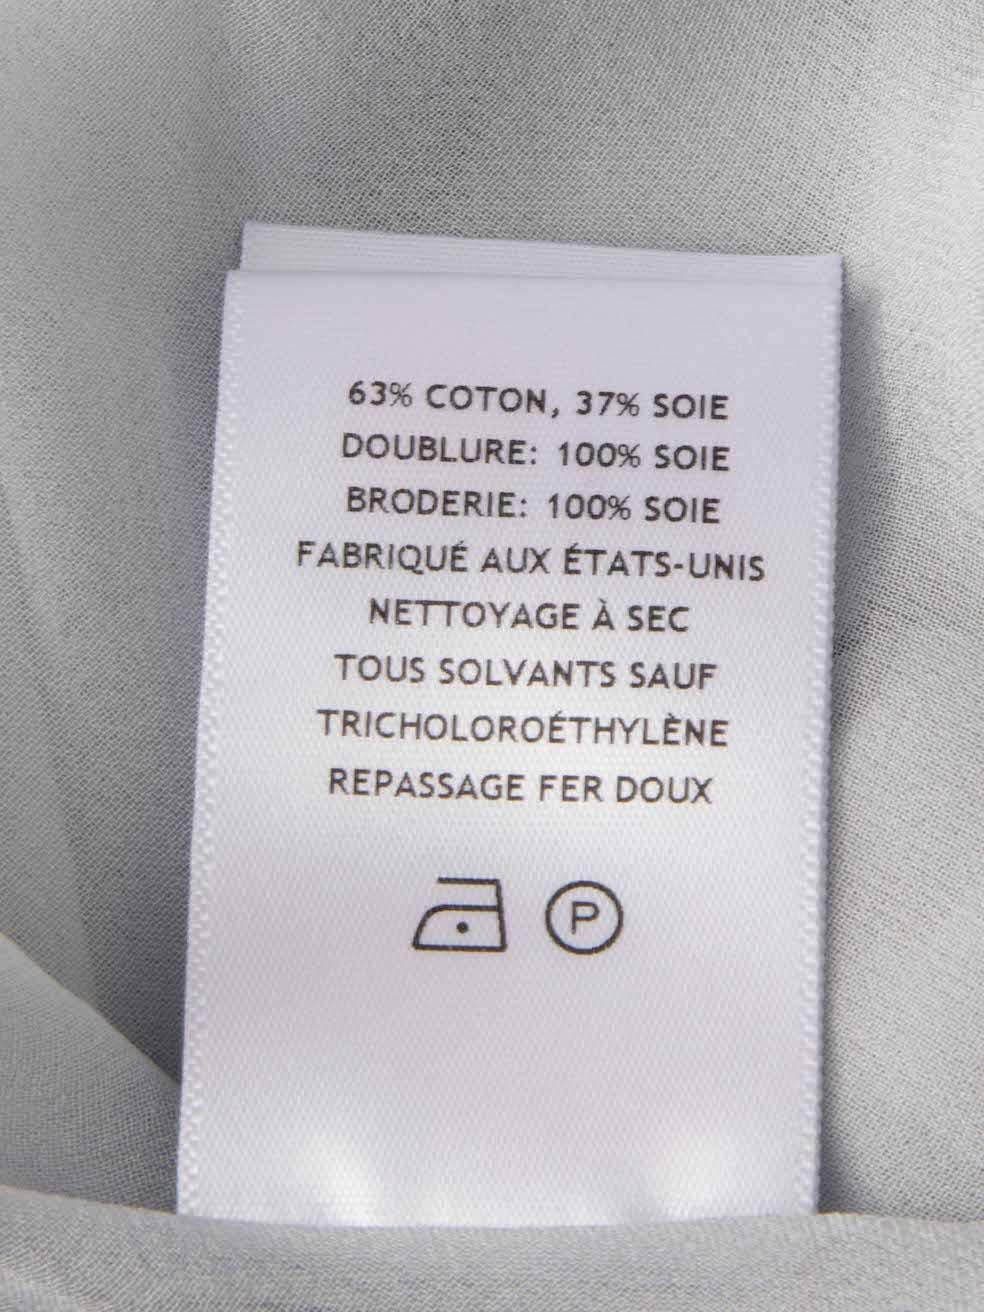 63% COTON, 37% SOIE
DOUBLURE: 100% SOIE
BRODERIE: 100% SOIE
FABRIQUÉ AUX ÉTATS-UNIS
NETTOYAGE À SEC
TOUS SOLVANTS SAUF
TRICHOLOROÉTHYLÈNE
REPASSAGE FER DOUX
P